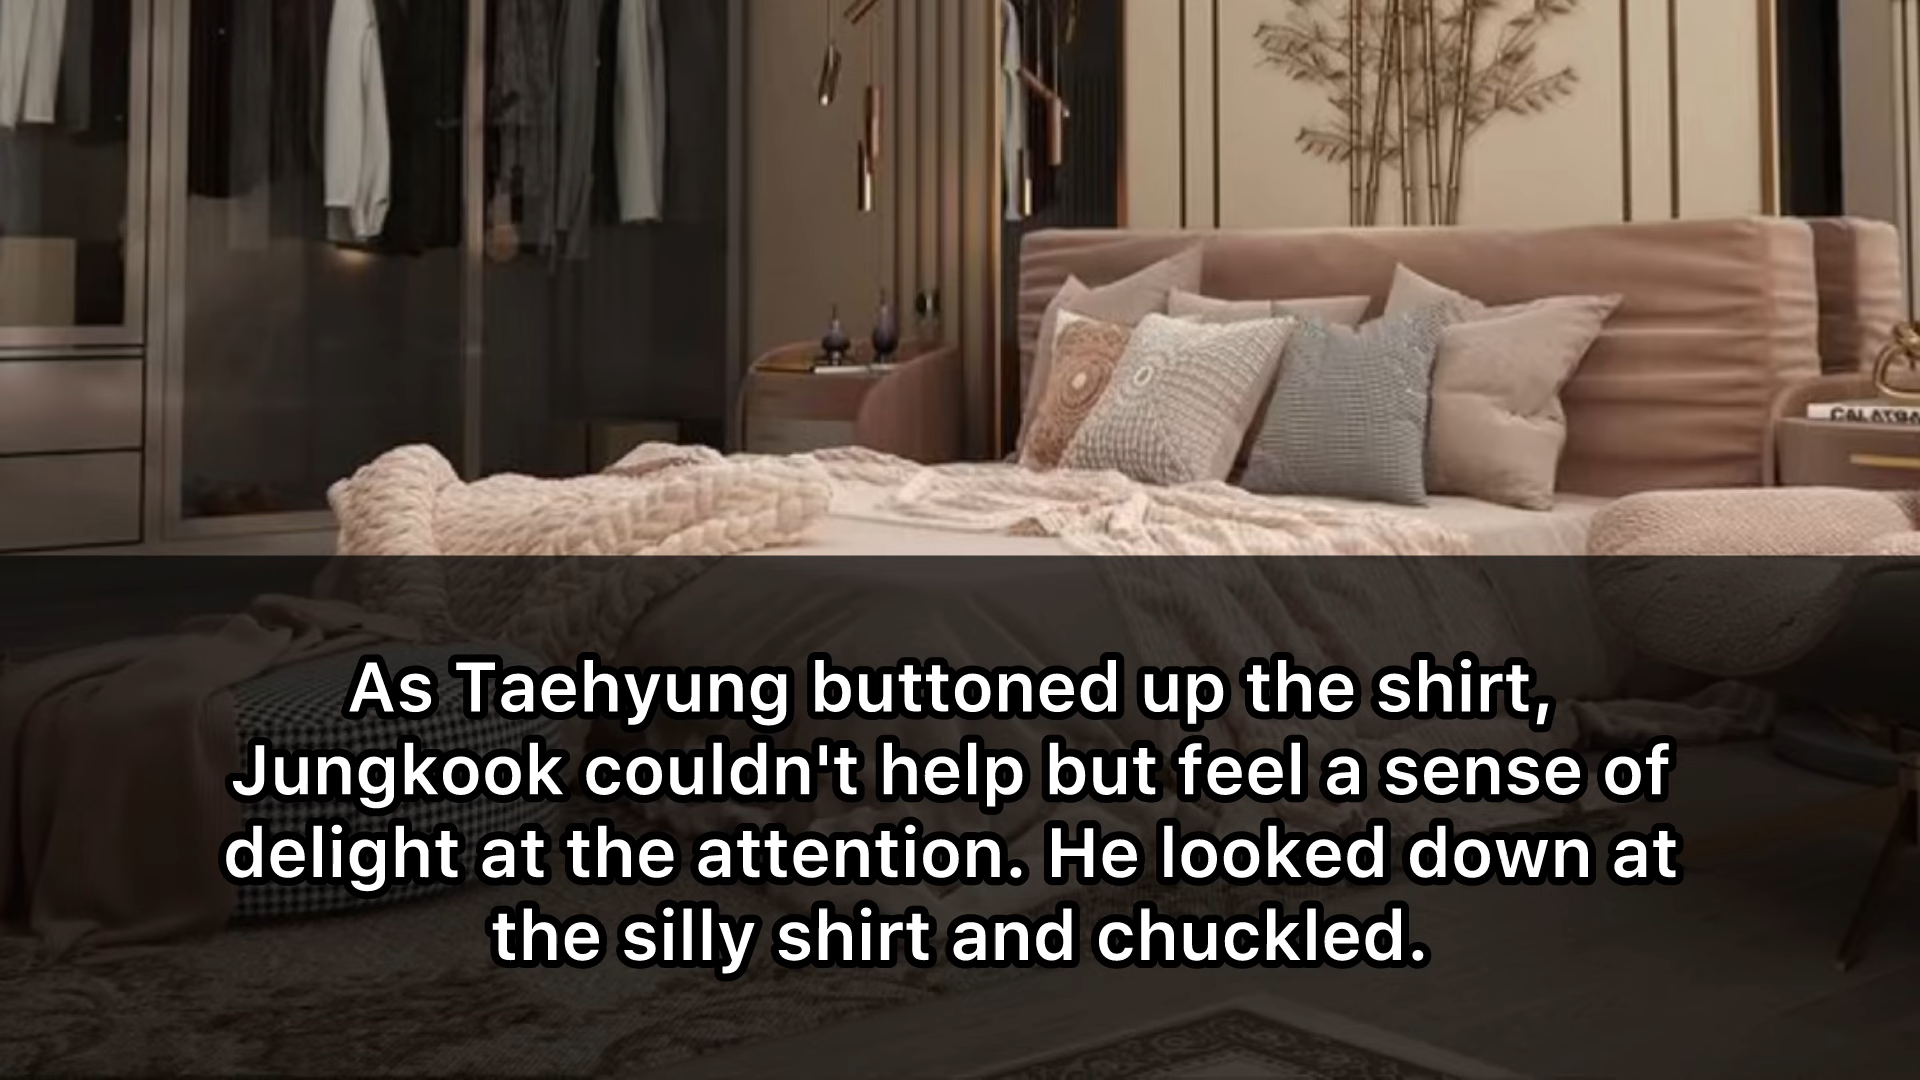 CALATRA
As Taehyung buttoned up the shirt,
Jungkook couldn't help but feel a sense of
delight at the attention. He looked down at
the silly shirt and chuckled.